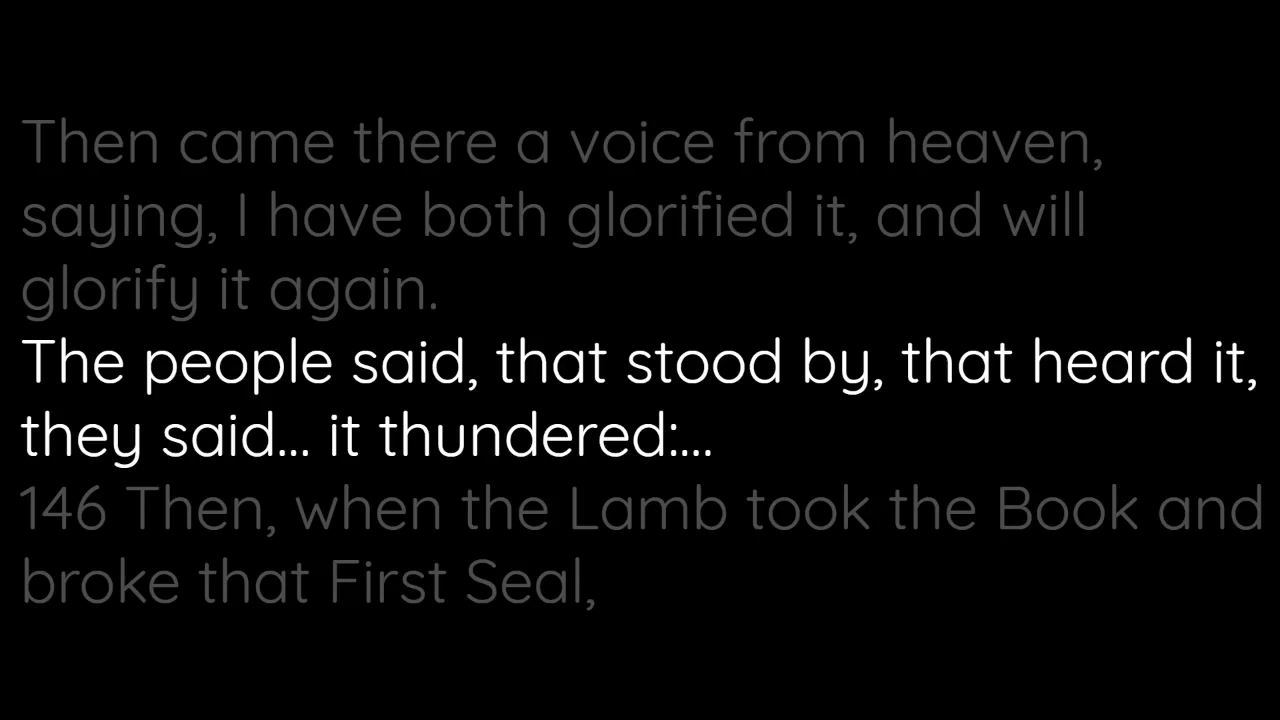 Then came there a voice from heaven,
saying, I have both glorified it, and will
glorify it again.
The people said, that stood by, that heard it,
they said... it thundered:...
146 Then, when the Lamb took the Book and
broke that First Seal,